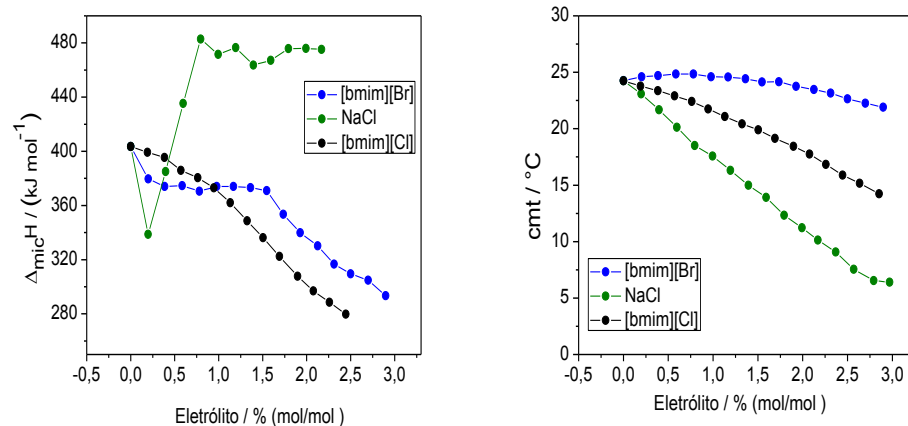 480
440
400
360
320
280
Δ_mic H / (kJ mol⁻¹)
[bmim][Br]
NaCl
[bmim][Cl]
-0,5 0,0 0,5 1,0 1,5 2,0 2,5 3,0
Eletrólito / % (mol/mol )
30
25
20
15
10
5
0
cmt / °C
[bmim][Br]
NaCl
[bmim][Cl]
-0,5 0,0 0,5 1,0 1,5 2,0 2,5 3,0
Eletrólito / % (mol/mol )